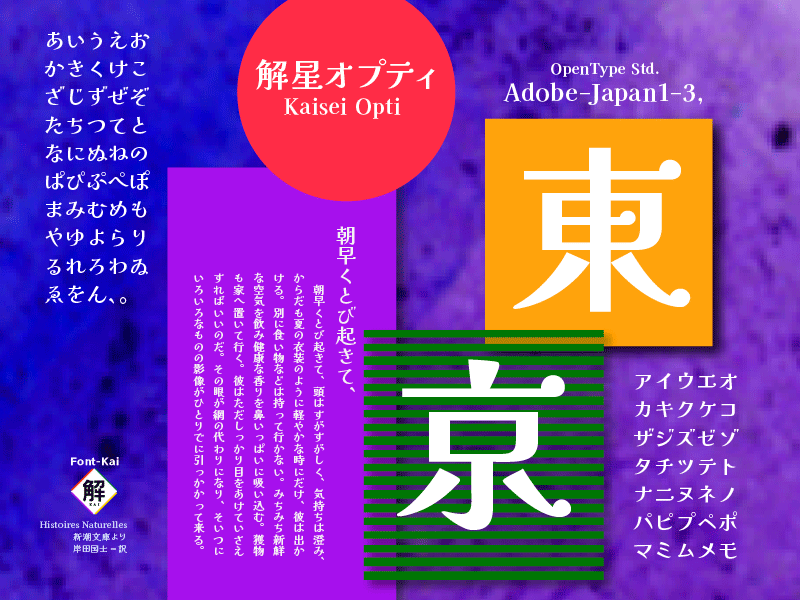 あいうえお
かきくけこ
ざじずぜぞ
たちつてと
なにぬねの
ぱぴぷぺぽ
まみむめも
やゆよらり
るれろわゐ
ゑをん、。
解星オプティ
Kaisei Opti
OpenType Std.
Adobe-Japan1-3,
東
京
朝早くとび起きて、
朝早くとび起きて、頭はすがすがしく、気持ちは澄み、
からだも夏の衣装のように軽やかな時にだけ、彼は出か
ける。別に食い物などは持って行かない。みちみち新鮮
な空気を飲み健康な香りを鼻いっぱいに吸い込む。獲物
も家へ置いて行く。彼はただしっかり目をあけていさえ
すればいいのだ。その眼が網の代わりになり、そいつに
いろいろなものの影像がひとりでに引っかかって来る。
アイウエオ
カキクケコ
ザジズゼゾ
タチツテト
ナニヌネノ
パピプペポ
マミムメモ
Font-Kai
解
KAI
Histoires Naturelles
新潮文庫より
岸田国士＝訳